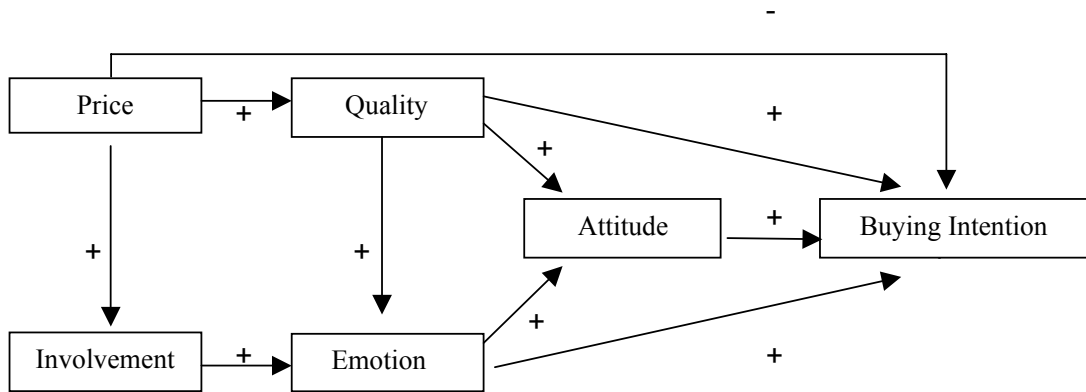 -
Price
+
Quality
+
+
Attitude
+
Buying Intention
+
+
+
Involvement
+
Emotion
+